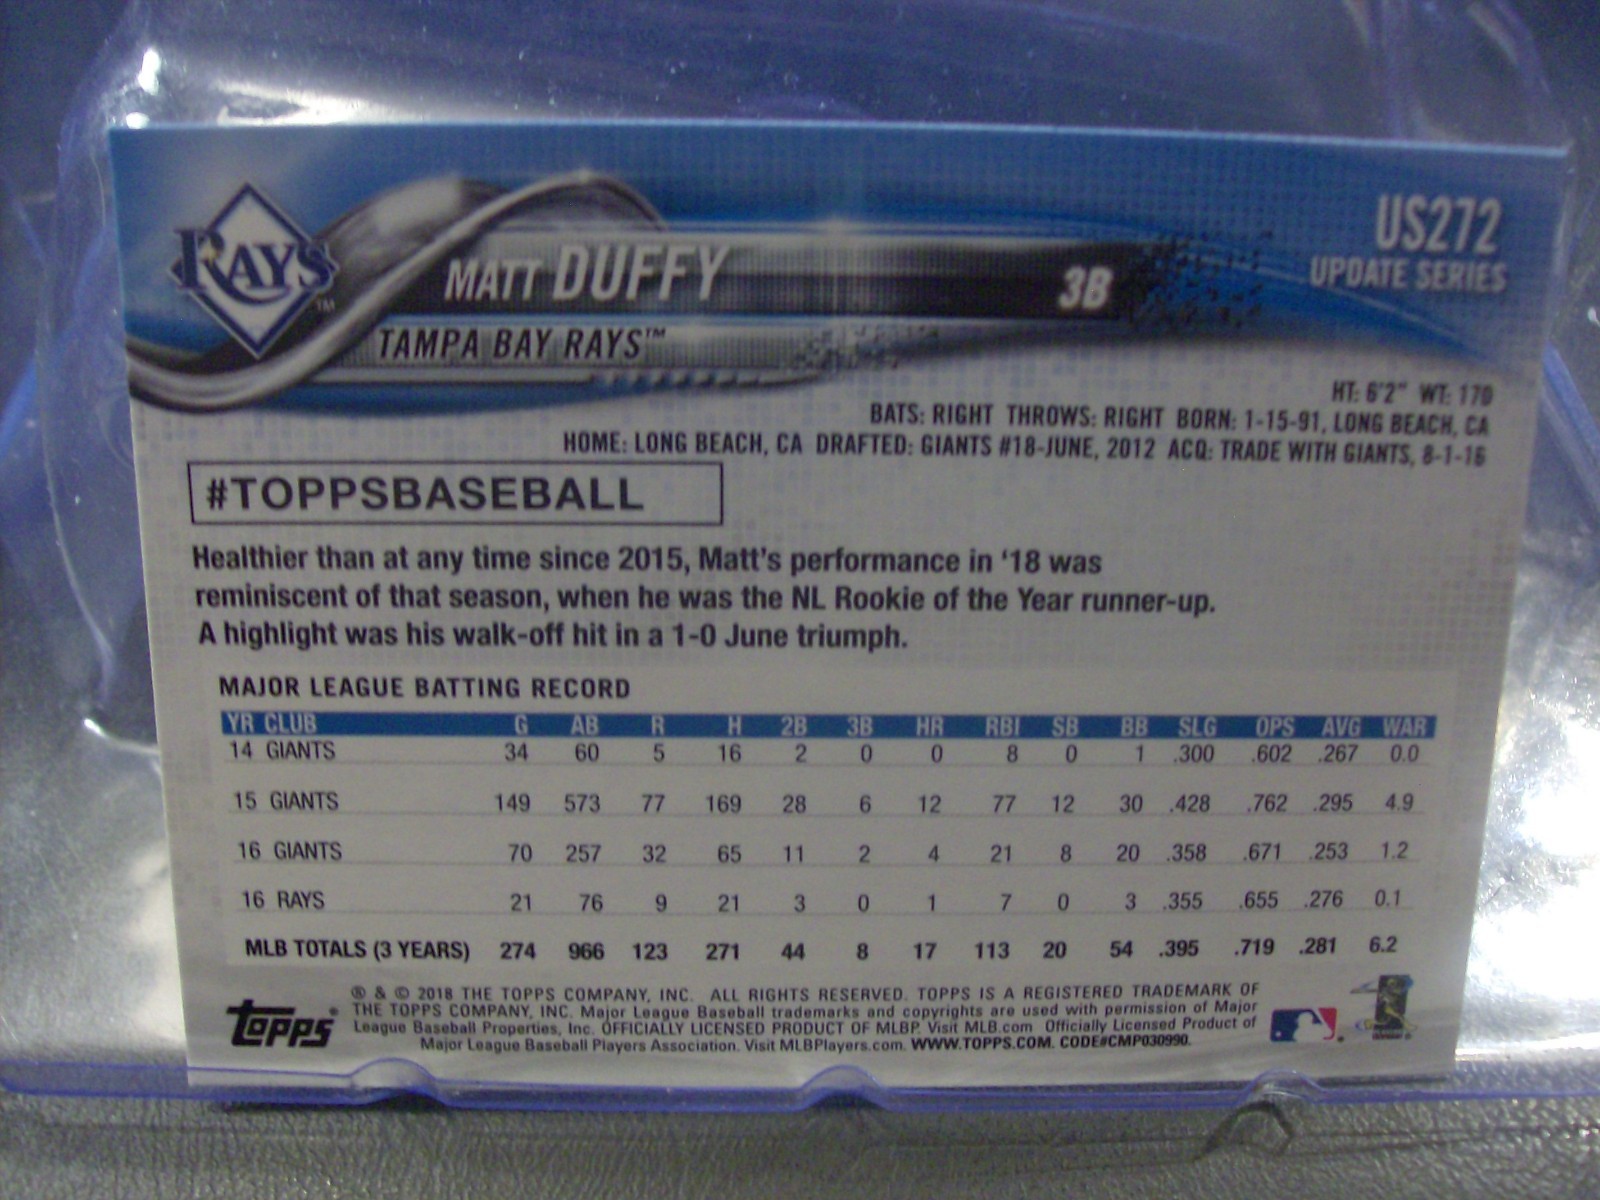 RAYS™
MATT DUFFY 3B
US272
UPDATE SERIES
TAMPA BAY RAYS™
HT: 6'2" WT: 170
BATS: RIGHT THROWS: RIGHT BORN: 1-15-91, LONG BEACH, CA
HOME: LONG BEACH, CA DRAFTED: GIANTS #18-JUNE, 2012 ACQ: TRADE WITH GIANTS, 8-1-16
#TOPPSBASEBALL
Healthier than at any time since 2015, Matt's performance in '18 was
reminiscent of that season, when he was the NL Rookie of the Year runner-up.
A highlight was his walk-off hit in a 1-0 June triumph.
MAJOR LEAGUE BATTING RECORD
YR CLUB G AB R H 2B 3B HR RBI SB BB SLG OPS AVG WAR
14 GIANTS 34 60 5 16 2 0 0 8 0 1 .300 .602 .267 0.0
15 GIANTS 149 573 77 169 28 6 12 77 12 30 .428 .762 .295 4.9
16 GIANTS 70 257 32 65 11 2 4 21 8 20 .358 .671 .253 1.2
16 RAYS 21 76 9 21 3 0 1 7 0 3 .355 .655 .276 0.1
MLB TOTALS (3 YEARS) 274 966 123 271 44 8 17 113 20 54 .395 .719 .281 6.2
topps®
® & © 2018 THE TOPPS COMPANY, INC. ALL RIGHTS RESERVED. TOPPS IS A REGISTERED TRADEMARK OF
THE TOPPS COMPANY, INC. Major League Baseball trademarks and copyrights are used with permission of Major
League Baseball Properties, Inc. OFFICIALLY LICENSED PRODUCT OF MLBP. Visit MLB.com Officially Licensed Product of
Major League Baseball Players Association. Visit MLBPlayers.com. WWW.TOPPS.COM. CODE#CMP030990.